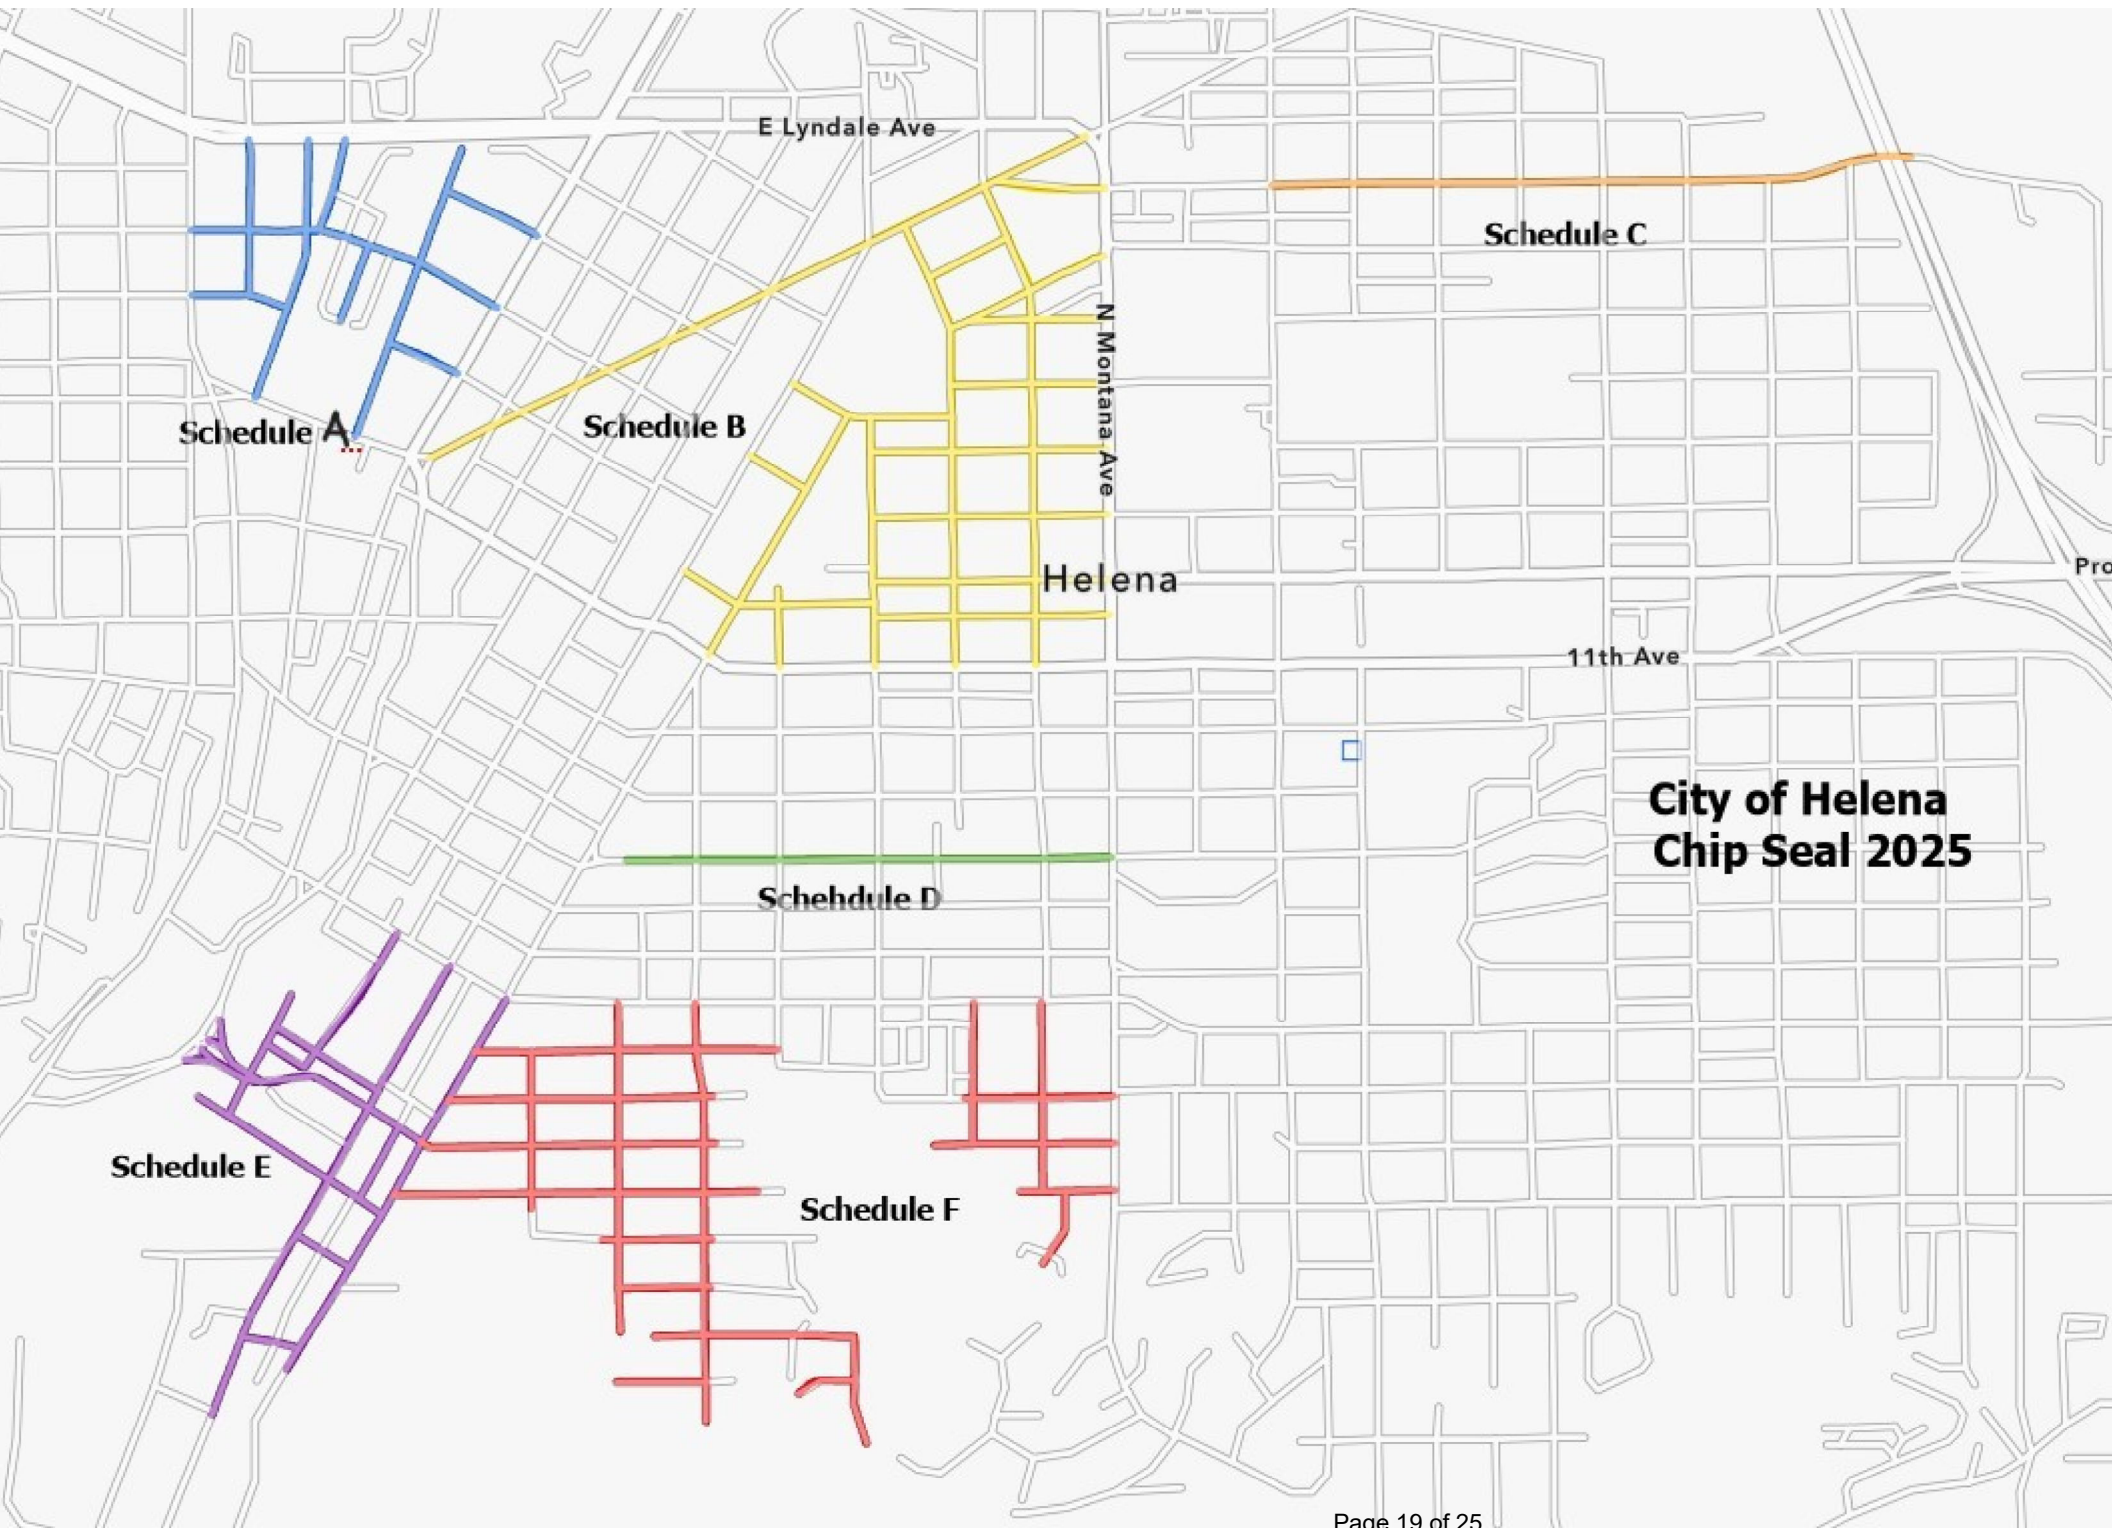 E Lyndale Ave
Schedule C
N Montana Ave
Schedule B
Schedule A
Helena
Pro
11th Ave
City of Helena
Chip Seal 2025
Schehdule D
Schedule E
Schedule F
Page 19 of 25